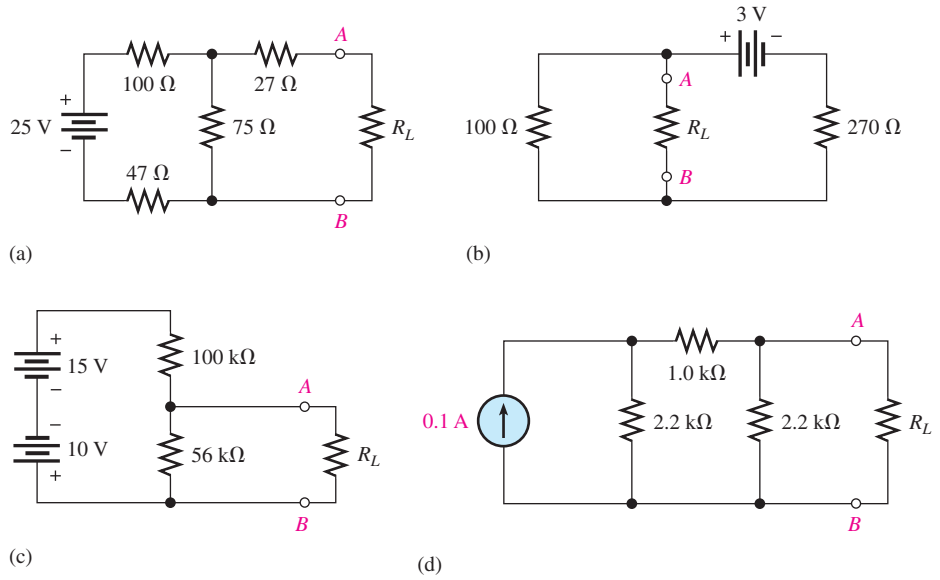 A
100 Ω 27 Ω
+
25 V
−
75 Ω
R_L
47 Ω
B
(a)
3 V
+ −
A
100 Ω
R_L
270 Ω
B
(b)
+
15 V
−
100 kΩ
A
−
10 V
+
56 kΩ
R_L
B
(c)
A
1.0 kΩ
0.1 A
2.2 kΩ
2.2 kΩ
R_L
B
(d)